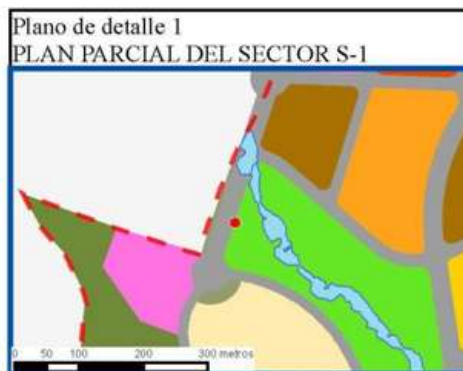 Plano de detalle 1
PLAN PARCIAL DEL SECTOR S-1
0 50 100 200 300 metros